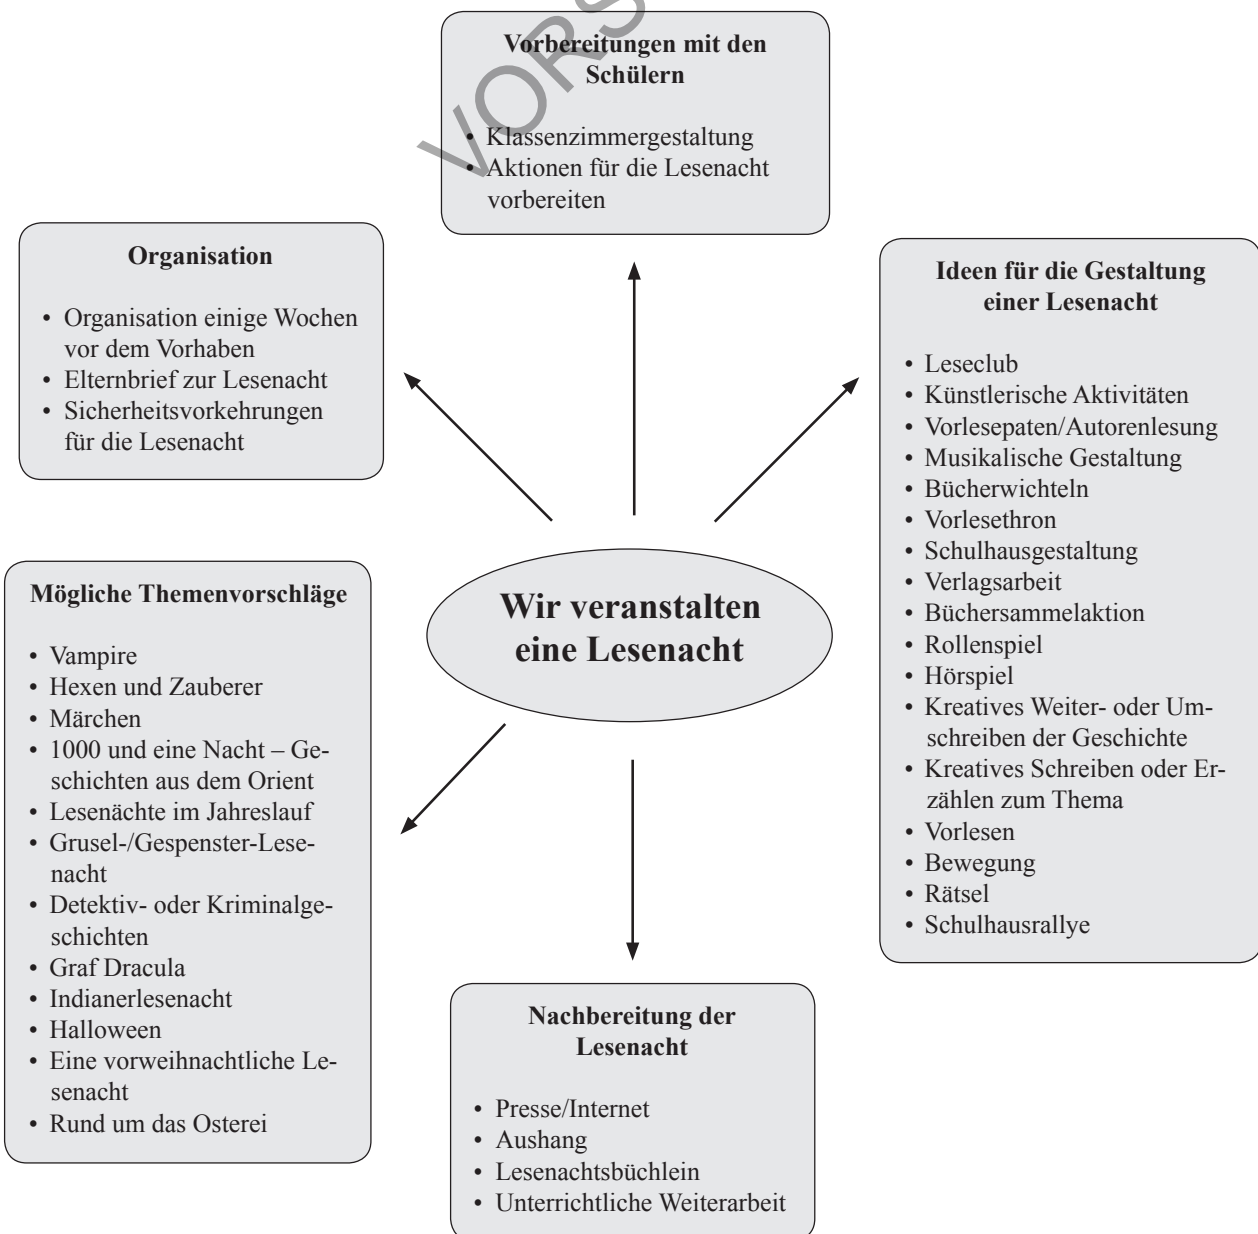 VORS
Vorbereitungen mit den
Schülern
• Klassenzimmergestaltung
• Aktionen für die Lesenacht
vorbereiten
Organisation
• Organisation einige Wochen
vor dem Vorhaben
• Elternbrief zur Lesenacht
• Sicherheitsvorkehrungen
für die Lesenacht
Ideen für die Gestaltung
einer Lesenacht
• Leseclub
• Künstlerische Aktivitäten
• Vorlesepaten/Autorenlesung
• Musikalische Gestaltung
• Bücherwichteln
• Vorlesethron
• Schulhausgestaltung
• Verlagsarbeit
• Büchersammelaktion
• Rollenspiel
• Hörspiel
• Kreatives Weiter- oder Um-
schreiben der Geschichte
• Kreatives Schreiben oder Er-
zählen zum Thema
• Vorlesen
• Bewegung
• Rätsel
• Schulhausrallye
Wir veranstalten
eine Lesenacht
Mögliche Themenvorschläge
• Vampire
• Hexen und Zauberer
• Märchen
• 1000 und eine Nacht – Ge-
schichten aus dem Orient
• Lesenächte im Jahreslauf
• Grusel-/Gespenster-Lese-
nacht
• Detektiv- oder Kriminalge-
schichten
• Graf Dracula
• Indianerlesenacht
• Halloween
• Eine vorweihnachtliche Le-
senacht
• Rund um das Osterei
Nachbereitung der
Lesenacht
• Presse/Internet
• Aushang
• Lesenachtsbüchlein
• Unterrichtliche Weiterarbeit